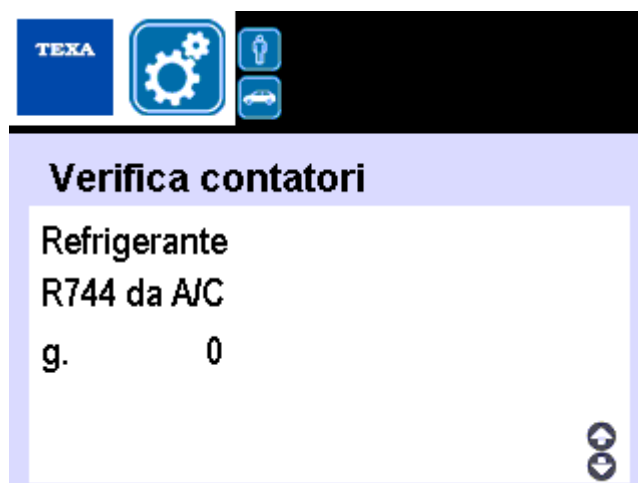 TEXA
Verifica contatori
Refrigerante
R744 da A/C
g. 0